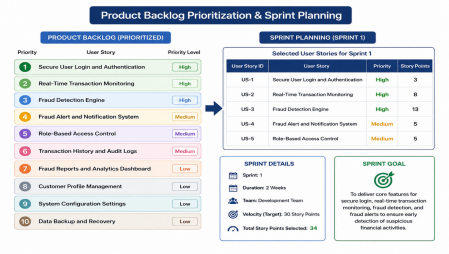 Product Backlog Prioritization & Sprint Planning
PRODUCT BACKLOG (PRIORITIZED)
Priority User Story Priority Level
1 Secure User Login and Authentication High
2 Real-Time Transaction Monitoring High
3 Fraud Detection Engine High
4 Fraud Alert and Notification System Medium
5 Role-Based Access Control Medium
6 Transaction History and Audit Logs Medium
7 Fraud Reports and Analytics Dashboard Low
8 Customer Profile Management Low
9 System Configuration Settings Low
10 Data Backup and Recovery Low
SPRINT PLANNING (SPRINT 1)
Selected User Stories for Sprint 1
User Story ID User Story Priority Story Points
US-1 Secure User Login and Authentication High 3
US-2 Real-Time Transaction Monitoring High 8
US-3 Fraud Detection Engine High 13
US-4 Fraud Alert and Notification System Medium 5
US-5 Role-Based Access Control Medium 5
SPRINT DETAILS
Sprint: 1
Duration: 2 Weeks
Team: Development Team
Velocity (Target): 30 Story Points
Total Story Points Selected: 34
SPRINT GOAL
To deliver core features for
secure login, real-time transaction
monitoring, fraud detection, and
fraud alerts to ensure early
detection of suspicious
financial activities.